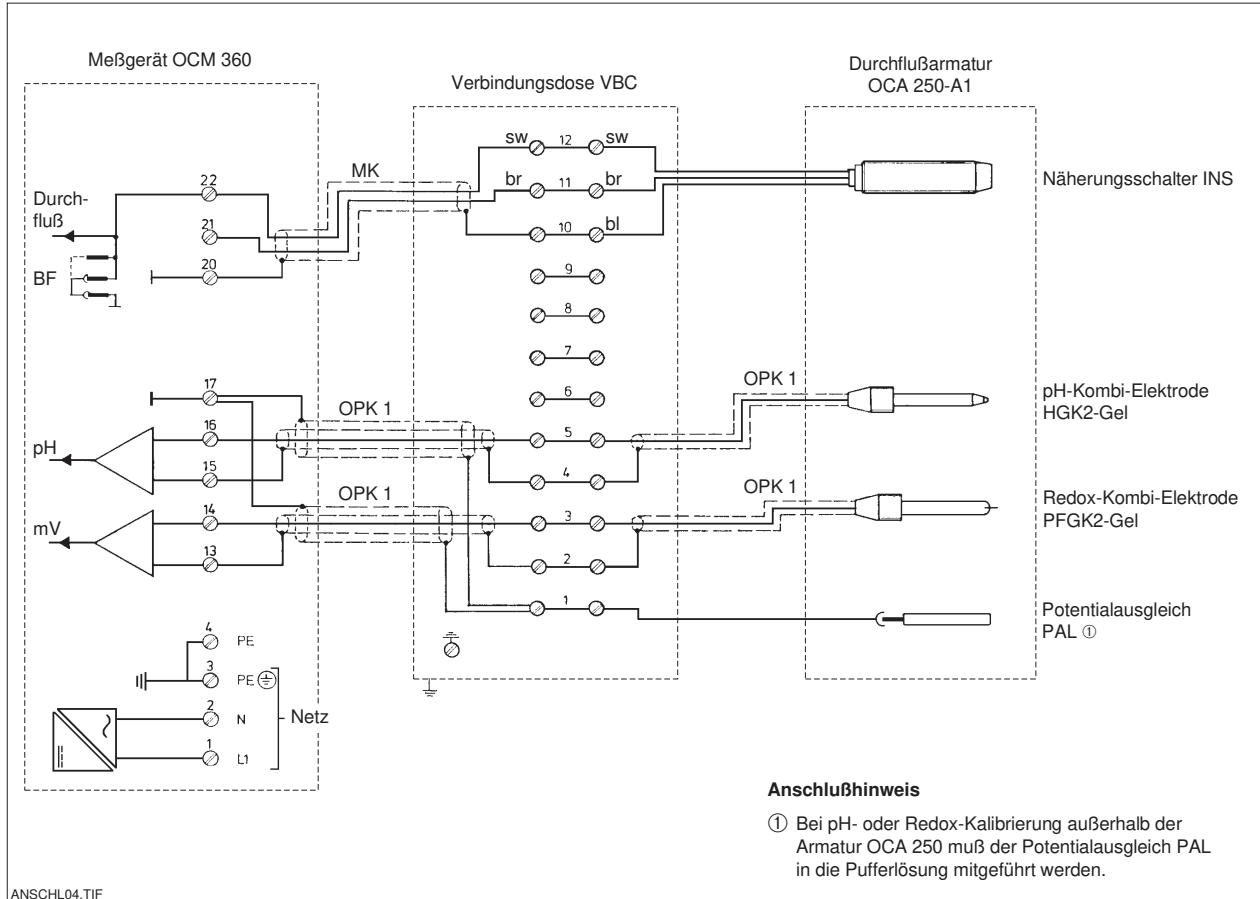 Meßgerät OCM 360
Verbindungsdose VBC
Durchflußarmatur
OCA 250-A1
Durch-
fluß
BF
22
21
20
MK
sw 12 sw
br 11 br
10 bl
9
8
7
6
5
4
3
2
1
Näherungsschalter INS
17
16
15
pH
OPK 1
OPK 1
pH-Kombi-Elektrode
HGK2-Gel
14
13
mV
OPK 1
OPK 1
Redox-Kombi-Elektrode
PFGK2-Gel
Potentialausgleich
PAL ①
4 PE
3 PE
2 N
1 L1
Netz
Anschlußhinweis
① Bei pH- oder Redox-Kalibrierung außerhalb der
Armatur OCA 250 muß der Potentialausgleich PAL
in die Pufferlösung mitgeführt werden.
ANSCHL04.TIF